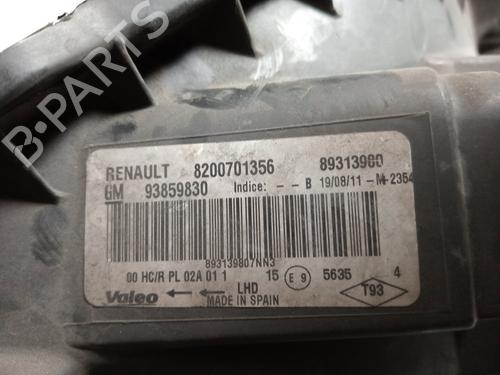 B-PARTS
RENAULT 8200701356 89313980
GM 93859830 Indice: - - B 19/08/11-M-2354
893139807NN3
00 HC/R PL 02A 01 1 15 E9 5635 4
Valeo LHD T93
MADE IN SPAIN